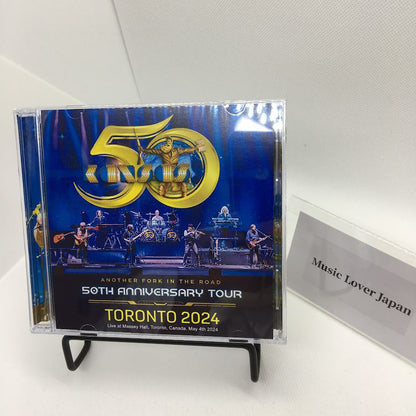 50
KANSAS
ANOTHER FORK IN THE ROAD
50TH ANNIVERSARY TOUR
TORONTO 2024
Live at Massey Hall, Toronto, Canada, May 4th 2024
Music Lover Japan